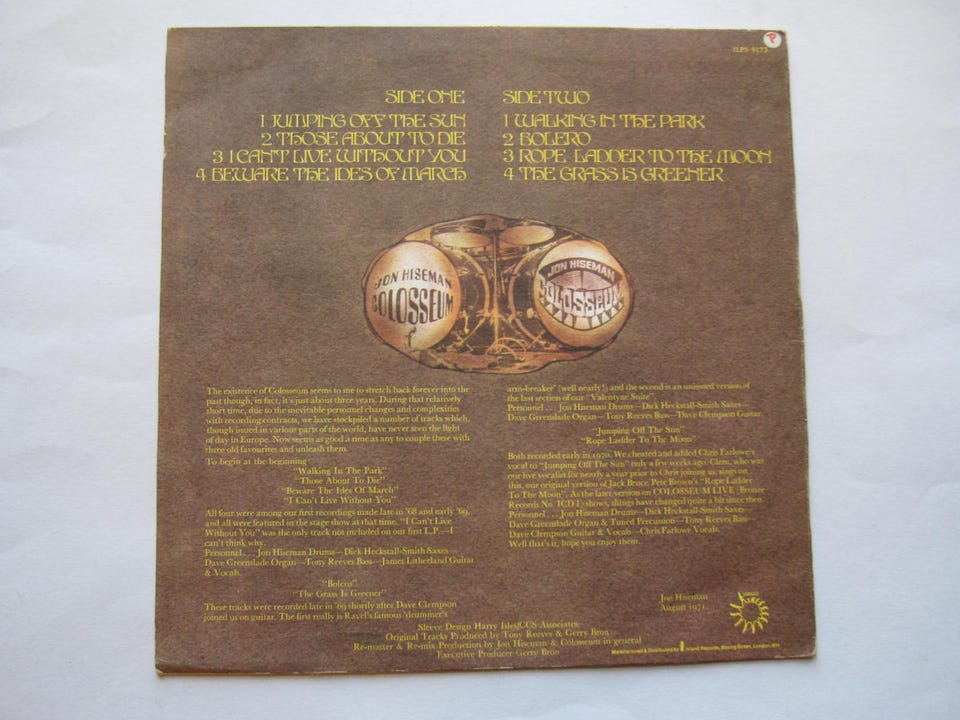 P
ILPS 9173
SIDE ONE
1 JUMPING OFF THE SUN
2 THOSE ABOUT TO DIE
3 I CAN'T LIVE WITHOUT YOU
4 BEWARE THE IDES OF MARCH
SIDE TWO
1 WALKING IN THE PARK
2 BOLERO
3 ROPE LADDER TO THE MOON
4 THE GRASS IS GREENER
JON HISEMAN
COLOSSEUM
JON HISEMAN
COLOSSEUM
The existence of Colosseum seems to me to stretch back forever into the
past though, in fact, it's just about three years. During that relatively
short time, due to the inevitable personnel changes and complexities
with recording contracts, we have stockpiled a number of tracks which,
though issued in various parts of the world, have never seen the light
of day in Europe. Now seems as good a time as any to couple these with
three old favourites and unleash them.
To begin at the beginning
"Walking In The Park"
"Those About To Die"
"Beware The Ides Of March"
"I Can't Live Without You"
All four were among our first recordings made late in '68 and early '69,
and all were featured in the stage show at that time. "I Can't Live
Without You" was the only track not included on our first L.P.—I
can't think why.
Personnel... Jon Hiseman Drums—Dick Heckstall-Smith Saxes
Dave Greenslade Organ—Tony Reeves Bass—James Litherland Guitar
& Vocals.
"Bolero"
"The Grass Is Greener"
These tracks were recorded late in '69 shortly after Dave Clempson
joined us on guitar. The first really is Ravel's famous 'drummer's
arm-breaker' (well nearly!) and the second is an unissued version of
the last section of our "Valentyne Suite".
Personnel... Jon Hiseman Drums—Dick Heckstall-Smith Saxes—
Dave Greenslade Organ—Tony Reeves Bass—Dave Clempson Guitar.
"Jumping Off The Sun"
"Rope Ladder To The Moon"
Both recorded early in 1970. We cheated and added Chris Farlowe's
vocal to "Jumping Off The Sun" only a few weeks ago. Clem, who was
our live vocalist for nearly a year prior to Chris joining us, sings on
this, our original version of Jack Bruce, Pete Brown's "Rope Ladder
To The Moon". As the later version on COLOSSEUM LIVE (Bronze
Records No. ICD 1) shows, things have changed quite a bit since then.
Personnel... Jon Hiseman Drums—Dick Heckstall-Smith Saxes
Dave Greenslade Organ & Tuned Percussion—Tony Reeves Bass—
Dave Clempson Guitar & Vocals—Chris Farlowe Vocals.
Well that's it, hope you enjoy them.
Jon Hiseman
August 1971.
Sleeve Design Harry Isles/CCS Associates
Original Tracks Produced by Tony Reeves & Gerry Bron
Re-master & Re-mix Production by Jon Hiseman & Colosseum in general
Executive Producer Gerry Bron
Manufactured & Distributed by Island Records, Basing Street, London, W11